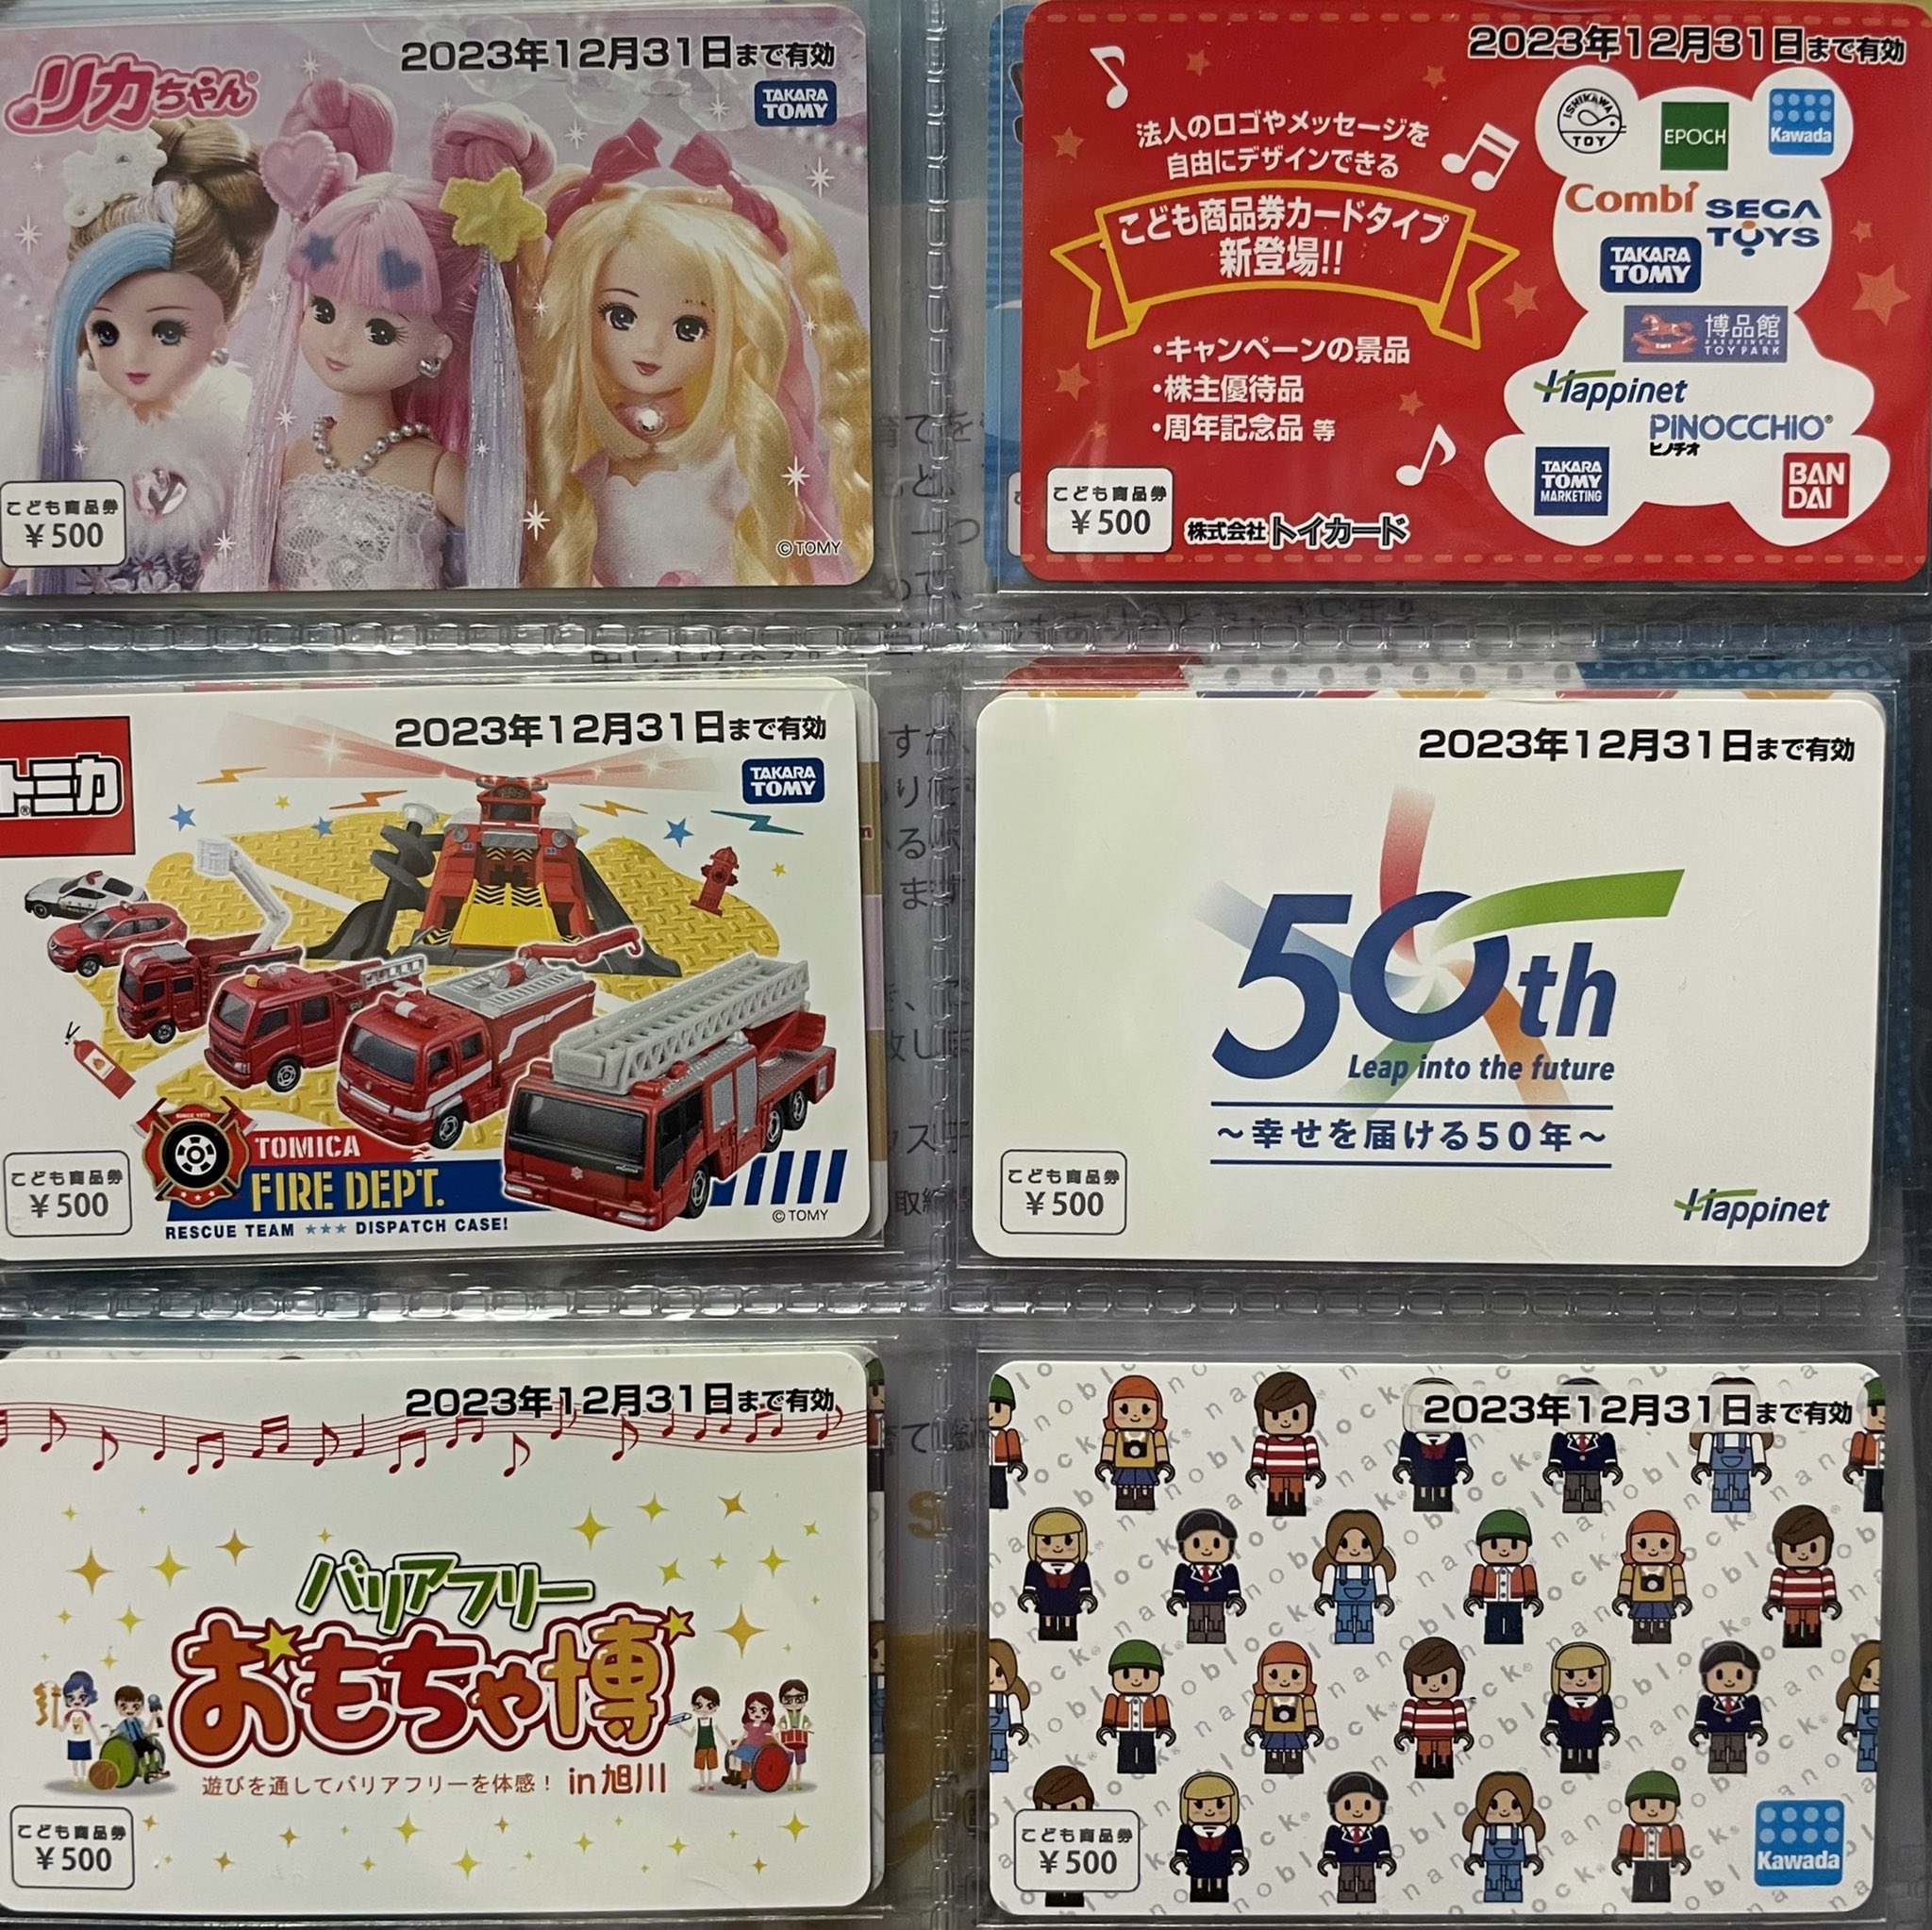 リカちゃん
2023年12月31日まで有効
TAKARA
TOMY
こども商品券
¥500
©TOMY
2023年12月31日まで有効
法人のロゴやメッセージを
自由にデザインできる
こども商品券カードタイプ
新登場!!
・キャンペーンの景品
・株主優待品
・周年記念品 等
こども商品券
¥500
株式会社トイカード
ISHIKAWA
TOY
EPOCH
Kawada
Combi
SEGA
TOYS
TAKARA
TOMY
博品館
HAKUHINKAN
TOY PARK
Happinet
PINOCCHIO®
ピノチオ
TAKARA
TOMY
MARKETING
BAN
DAI
トミカ
2023年12月31日まで有効
TAKARA
TOMY
SINCE 1970
TOMICA
FIRE DEPT.
RESCUE TEAM ★★★ DISPATCH CASE!
こども商品券
¥500
©TOMY
2023年12月31日まで有効
50th
Leap into the future
～幸せを届ける50年～
こども商品券
¥500
Happinet
2023年12月31日まで有効
バリアフリー
おもちゃ博
遊びを通してバリアフリーを体感！ in旭川
こども商品券
¥500
2023年12月31日まで有効
nanoblock®
こども商品券
¥500
Kawada